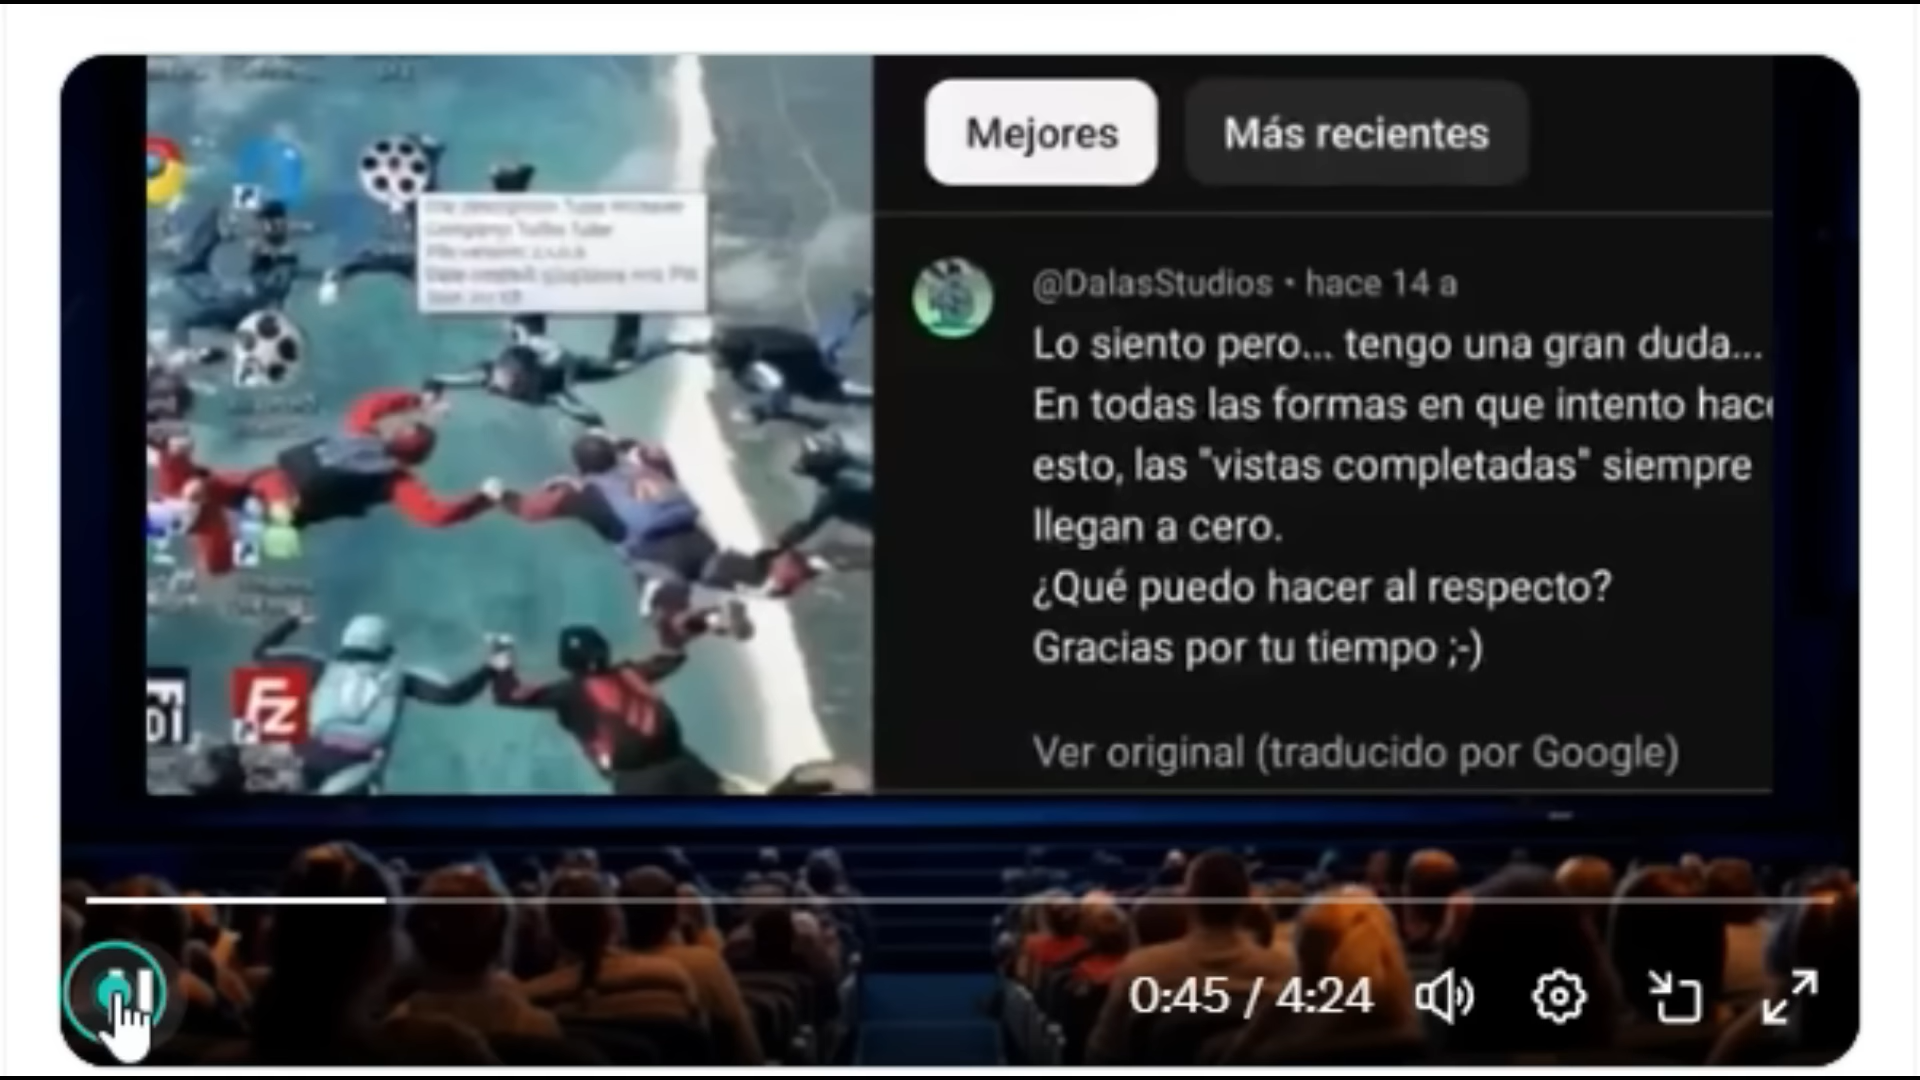 Mejores
Más recientes
@DalasStudios • hace 14 a
Lo siento pero... tengo una gran duda...
En todas las formas en que intento hace
esto, las "vistas completadas" siempre
llegan a cero.
¿Qué puedo hacer al respecto?
Gracias por tu tiempo ;-)
Ver original (traducido por Google)
FZ
0:45 / 4:24